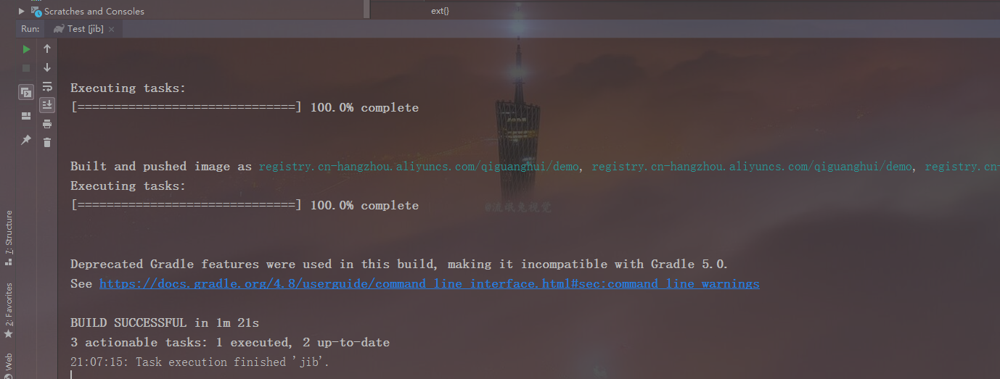 Scratches and Consoles
ext{}
Run: Test [jib] ×
Executing tasks:
[==============================] 100.0% complete
Built and pushed image as registry.cn-hangzhou.aliyuncs.com/qiguanghui/demo, registry.cn-hangzhou.aliyuncs.com/qiguanghui/demo, registry.cn-
Executing tasks:
[==============================] 100.0% complete
Deprecated Gradle features were used in this build, making it incompatible with Gradle 5.0.
See https://docs.gradle.org/4.8/userguide/command_line_interface.html#sec:command_line_warnings
BUILD SUCCESSFUL in 1m 21s
3 actionable tasks: 1 executed, 2 up-to-date
21:07:15: Task execution finished 'jib'.
7: Structure
2: Favorites
Web